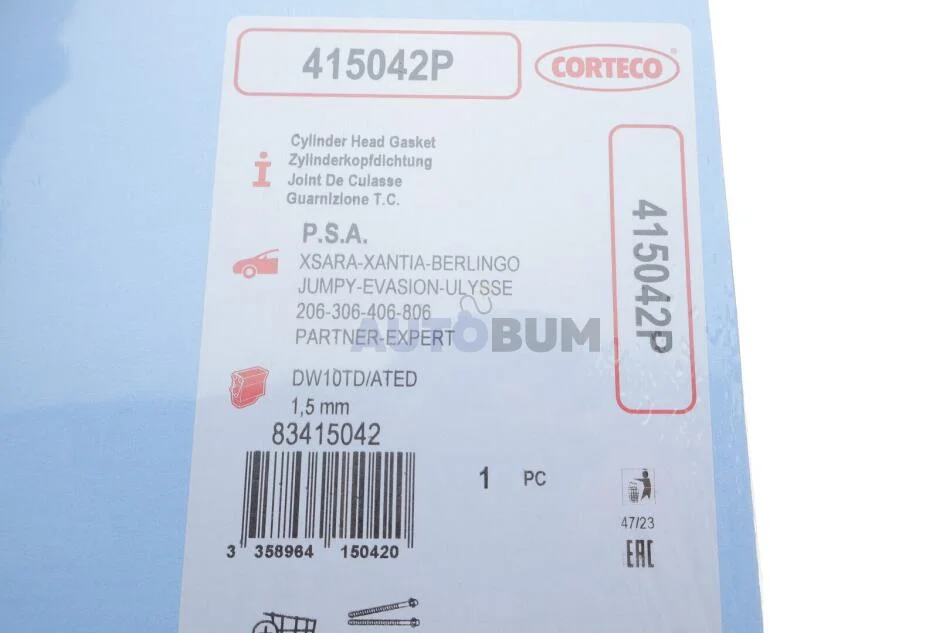 415042P
CORTECO®
Cylinder Head Gasket
Zylinderkopfdichtung
Joint De Culasse
Guarnizione T.C.
415042P
P.S.A.
XSARA-XANTIA-BERLINGO
JUMPY-EVASION-ULYSSE
206-306-406-806
PARTNER-EXPERT
AUTOBUM
DW10TD/ATED
1,5 mm
83415042
1 PC
47/23
EAC
3 358964 150420